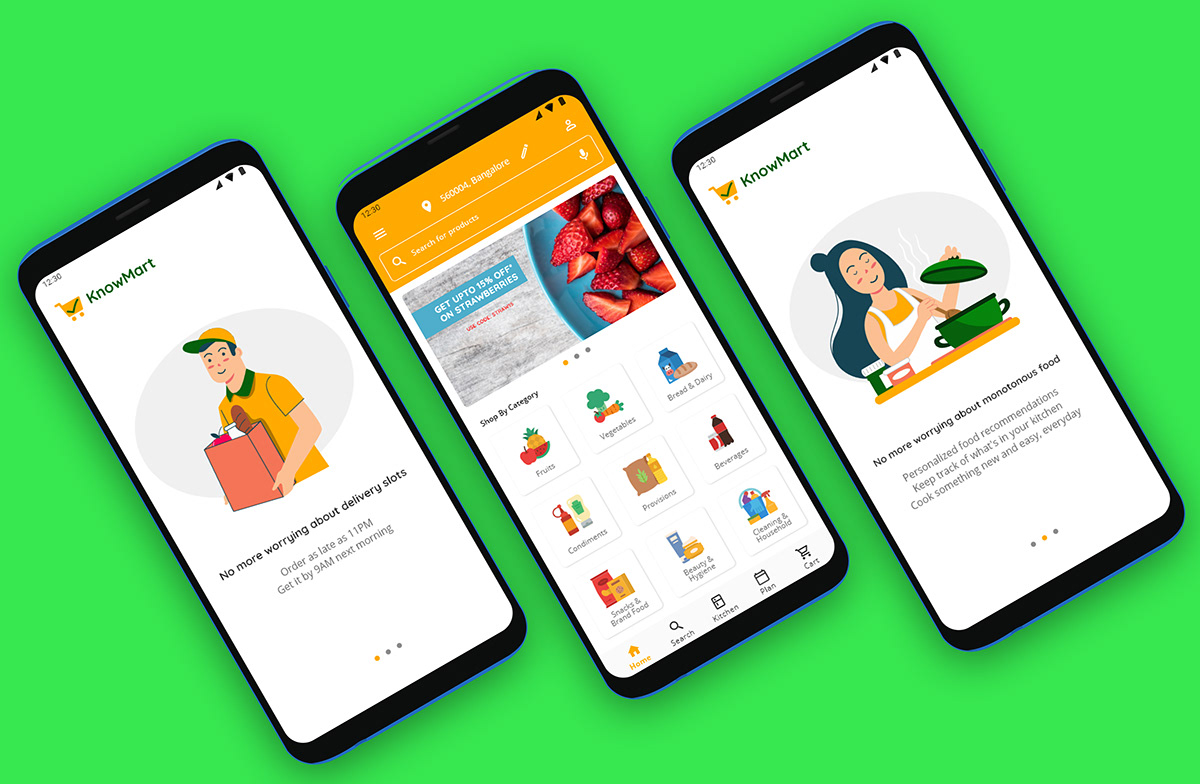 12:30
KnowMart
No more worrying about delivery slots
Order as late as 11PM
Get it by 9AM next morning
12:30
560004, Bangalore
Search for products
GET UPTO 15% OFF*
ON STRAWBERRIES
Shop By Category
Fruits
Vegetables
Bread & Dairy
Condiments
Provisions
Beverages
Snacks &
Brand Food
Beauty &
Hygiene
Cleaning &
Household
Home
Search
Kitchen
Plan
Cart
12:30
KnowMart
No more worrying about monotonous food
Personalized food recommendations
Keep track of what's in your kitchen
Cook something new and easy, everyday